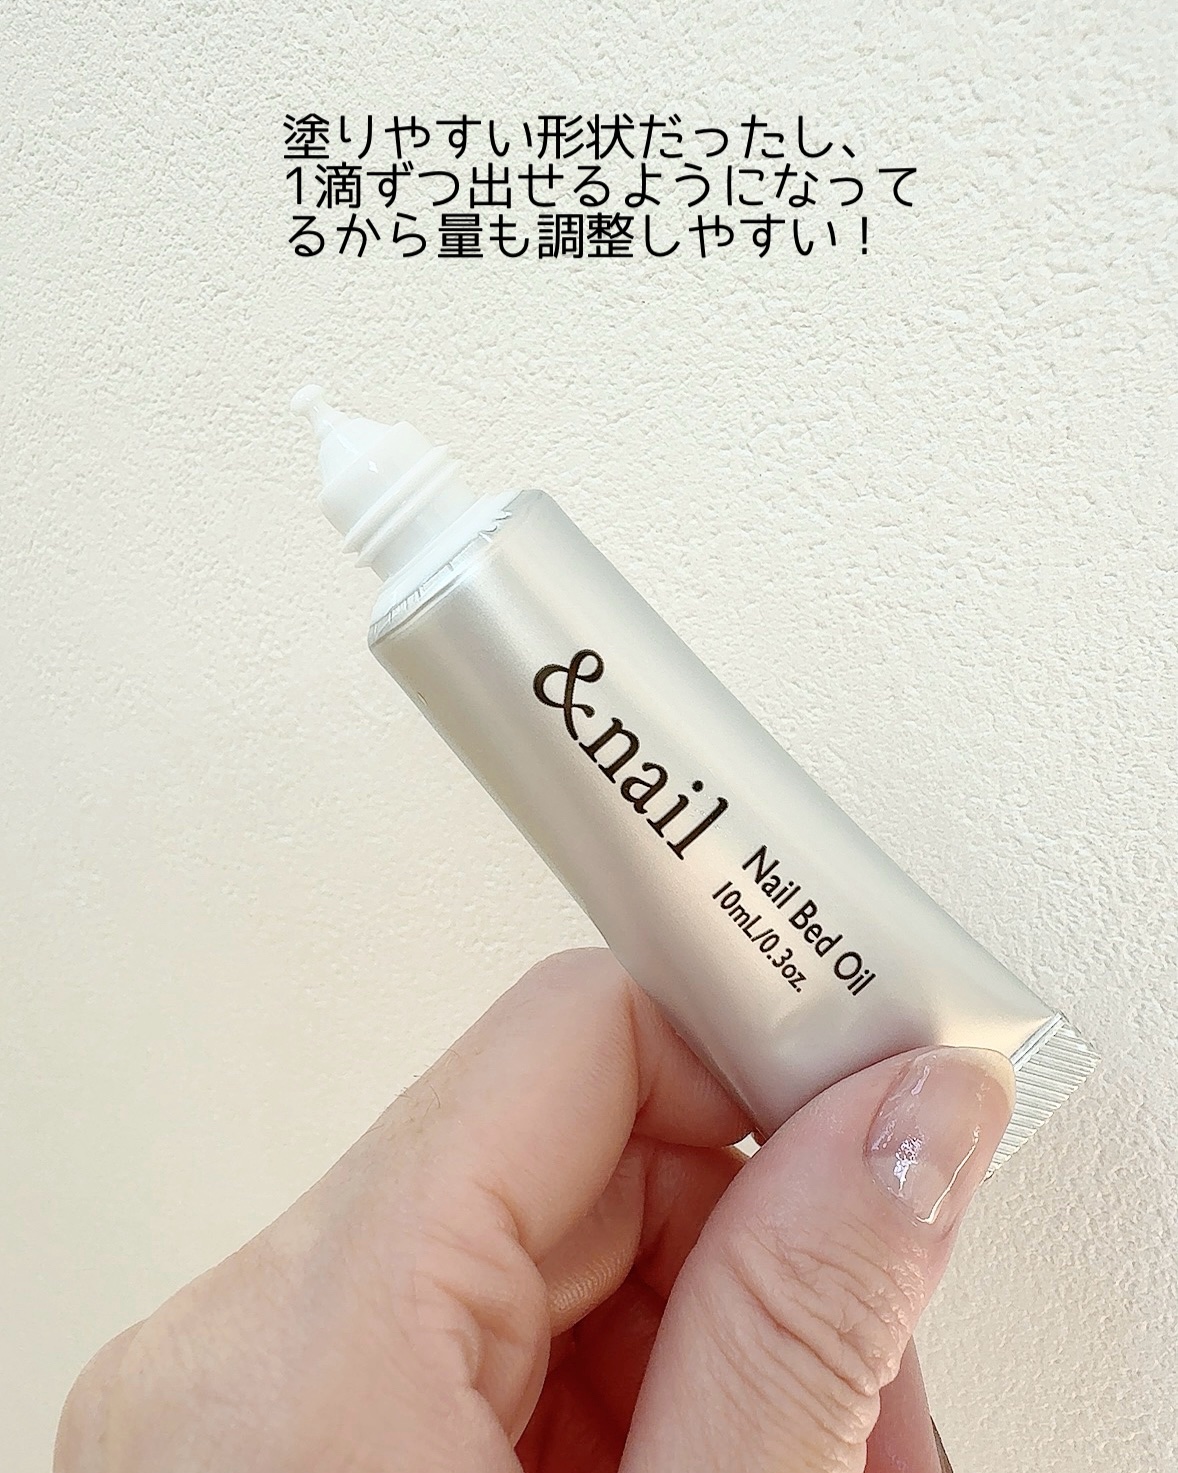 塗りやすい形状だったし、
1滴ずつ出せるようになって
るから量も調整しやすい！
&nail
Nail Bed Oil
10mL/0.3oz.